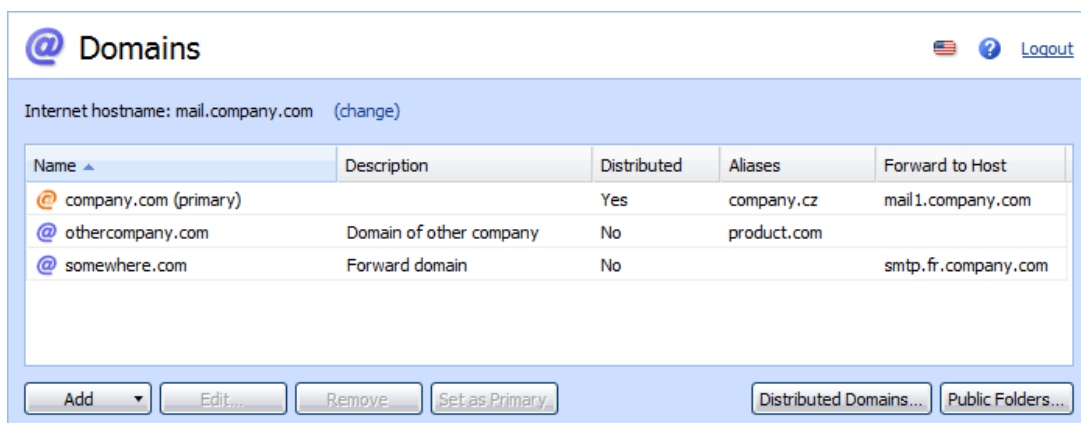 @ Domains ? Logout
Internet hostname: mail.company.com (change)
Name Description Distributed Aliases Forward to Host
@ company.com (primary) Yes company.cz mail1.company.com
@ othercompany.com Domain of other company No product.com
@ somewhere.com Forward domain No smtp.fr.company.com
Add Edit... Remove Set as Primary Distributed Domains... Public Folders...